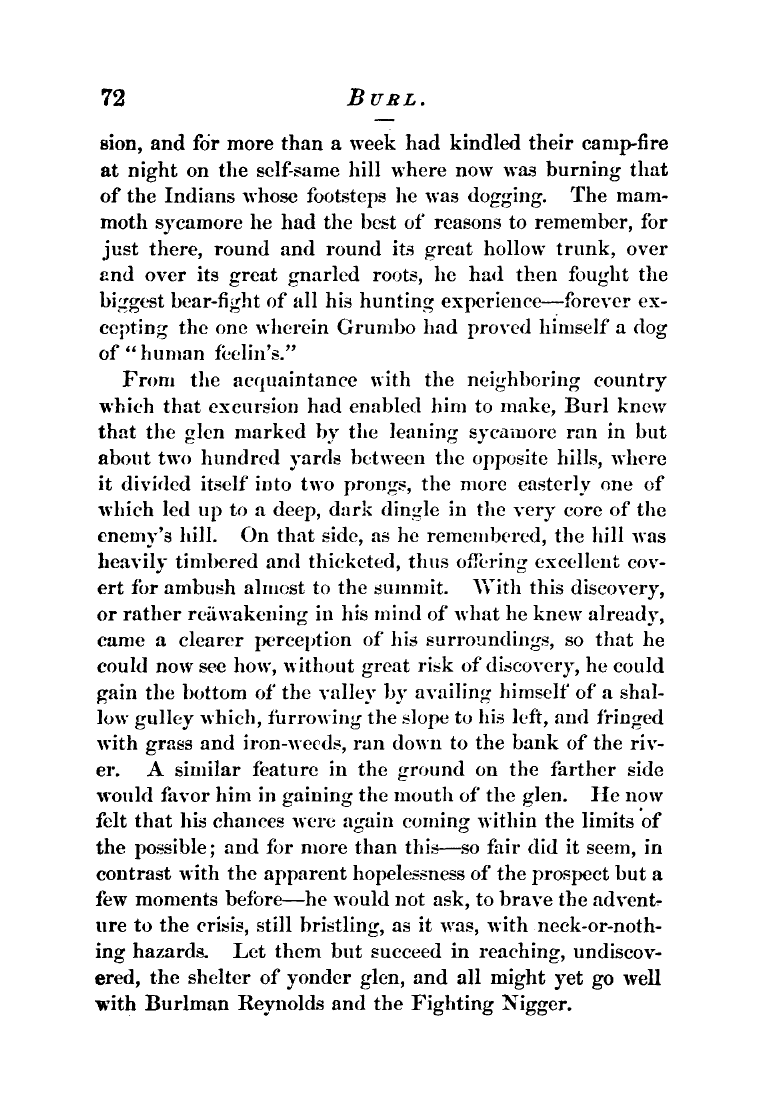 72 BURL.
sion, and for more than a week had kindled their camp-fire
at night on the self-same hill where now was burning that
of the Indians whose footsteps he was dogging. The mam-
moth sycamore he had the best of reasons to remember, for
just there, round and round its great hollow trunk, over
and over its great gnarled roots, he had then fought the
biggest bear-fight of all his hunting experience—forever ex-
cepting the one wherein Grumbo had proved himself a dog
of “human feelin's.”
From the acquaintance with the neighboring country
which that excursion had enabled him to make, Burl knew
that the glen marked by the leaning sycamore ran in but
about two hundred yards between the opposite hills, where
it divided itself into two prongs, the more easterly one of
which led up to a deep, dark dingle in the very core of the
enemy's hill. On that side, as he remembered, the hill was
heavily timbered and thicketed, thus offering excellent cov-
ert for ambush almost to the summit. With this discovery,
or rather reäwakening in his mind of what he knew already,
came a clearer perception of his surroundings, so that he
could now see how, without great risk of discovery, he could
gain the bottom of the valley by availing himself of a shal-
low gulley which, furrowing the slope to his left, and fringed
with grass and iron-weeds, ran down to the bank of the riv-
er. A similar feature in the ground on the farther side
would favor him in gaining the mouth of the glen. He now
felt that his chances were again coming within the limits of
the possible; and for more than this—so fair did it seem, in
contrast with the apparent hopelessness of the prospect but a
few moments before—he would not ask, to brave the advent-
ure to the crisis, still bristling, as it was, with neck-or-noth-
ing hazards. Let them but succeed in reaching, undiscov-
ered, the shelter of yonder glen, and all might yet go well
with Burlman Reynolds and the Fighting Nigger.